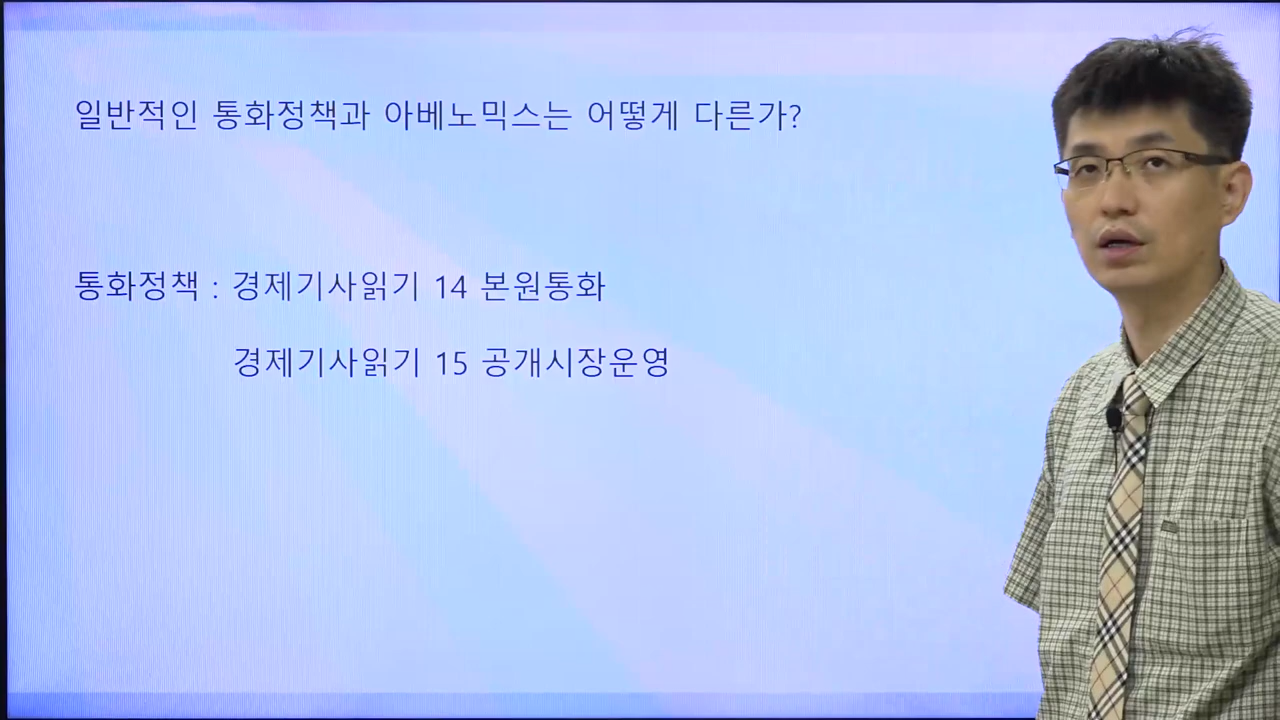 일반적인 통화정책과 아베노믹스는 어떻게 다른가?
통화정책 : 경제기사읽기 14 본원통화
경제기사읽기 15 공개시장운영